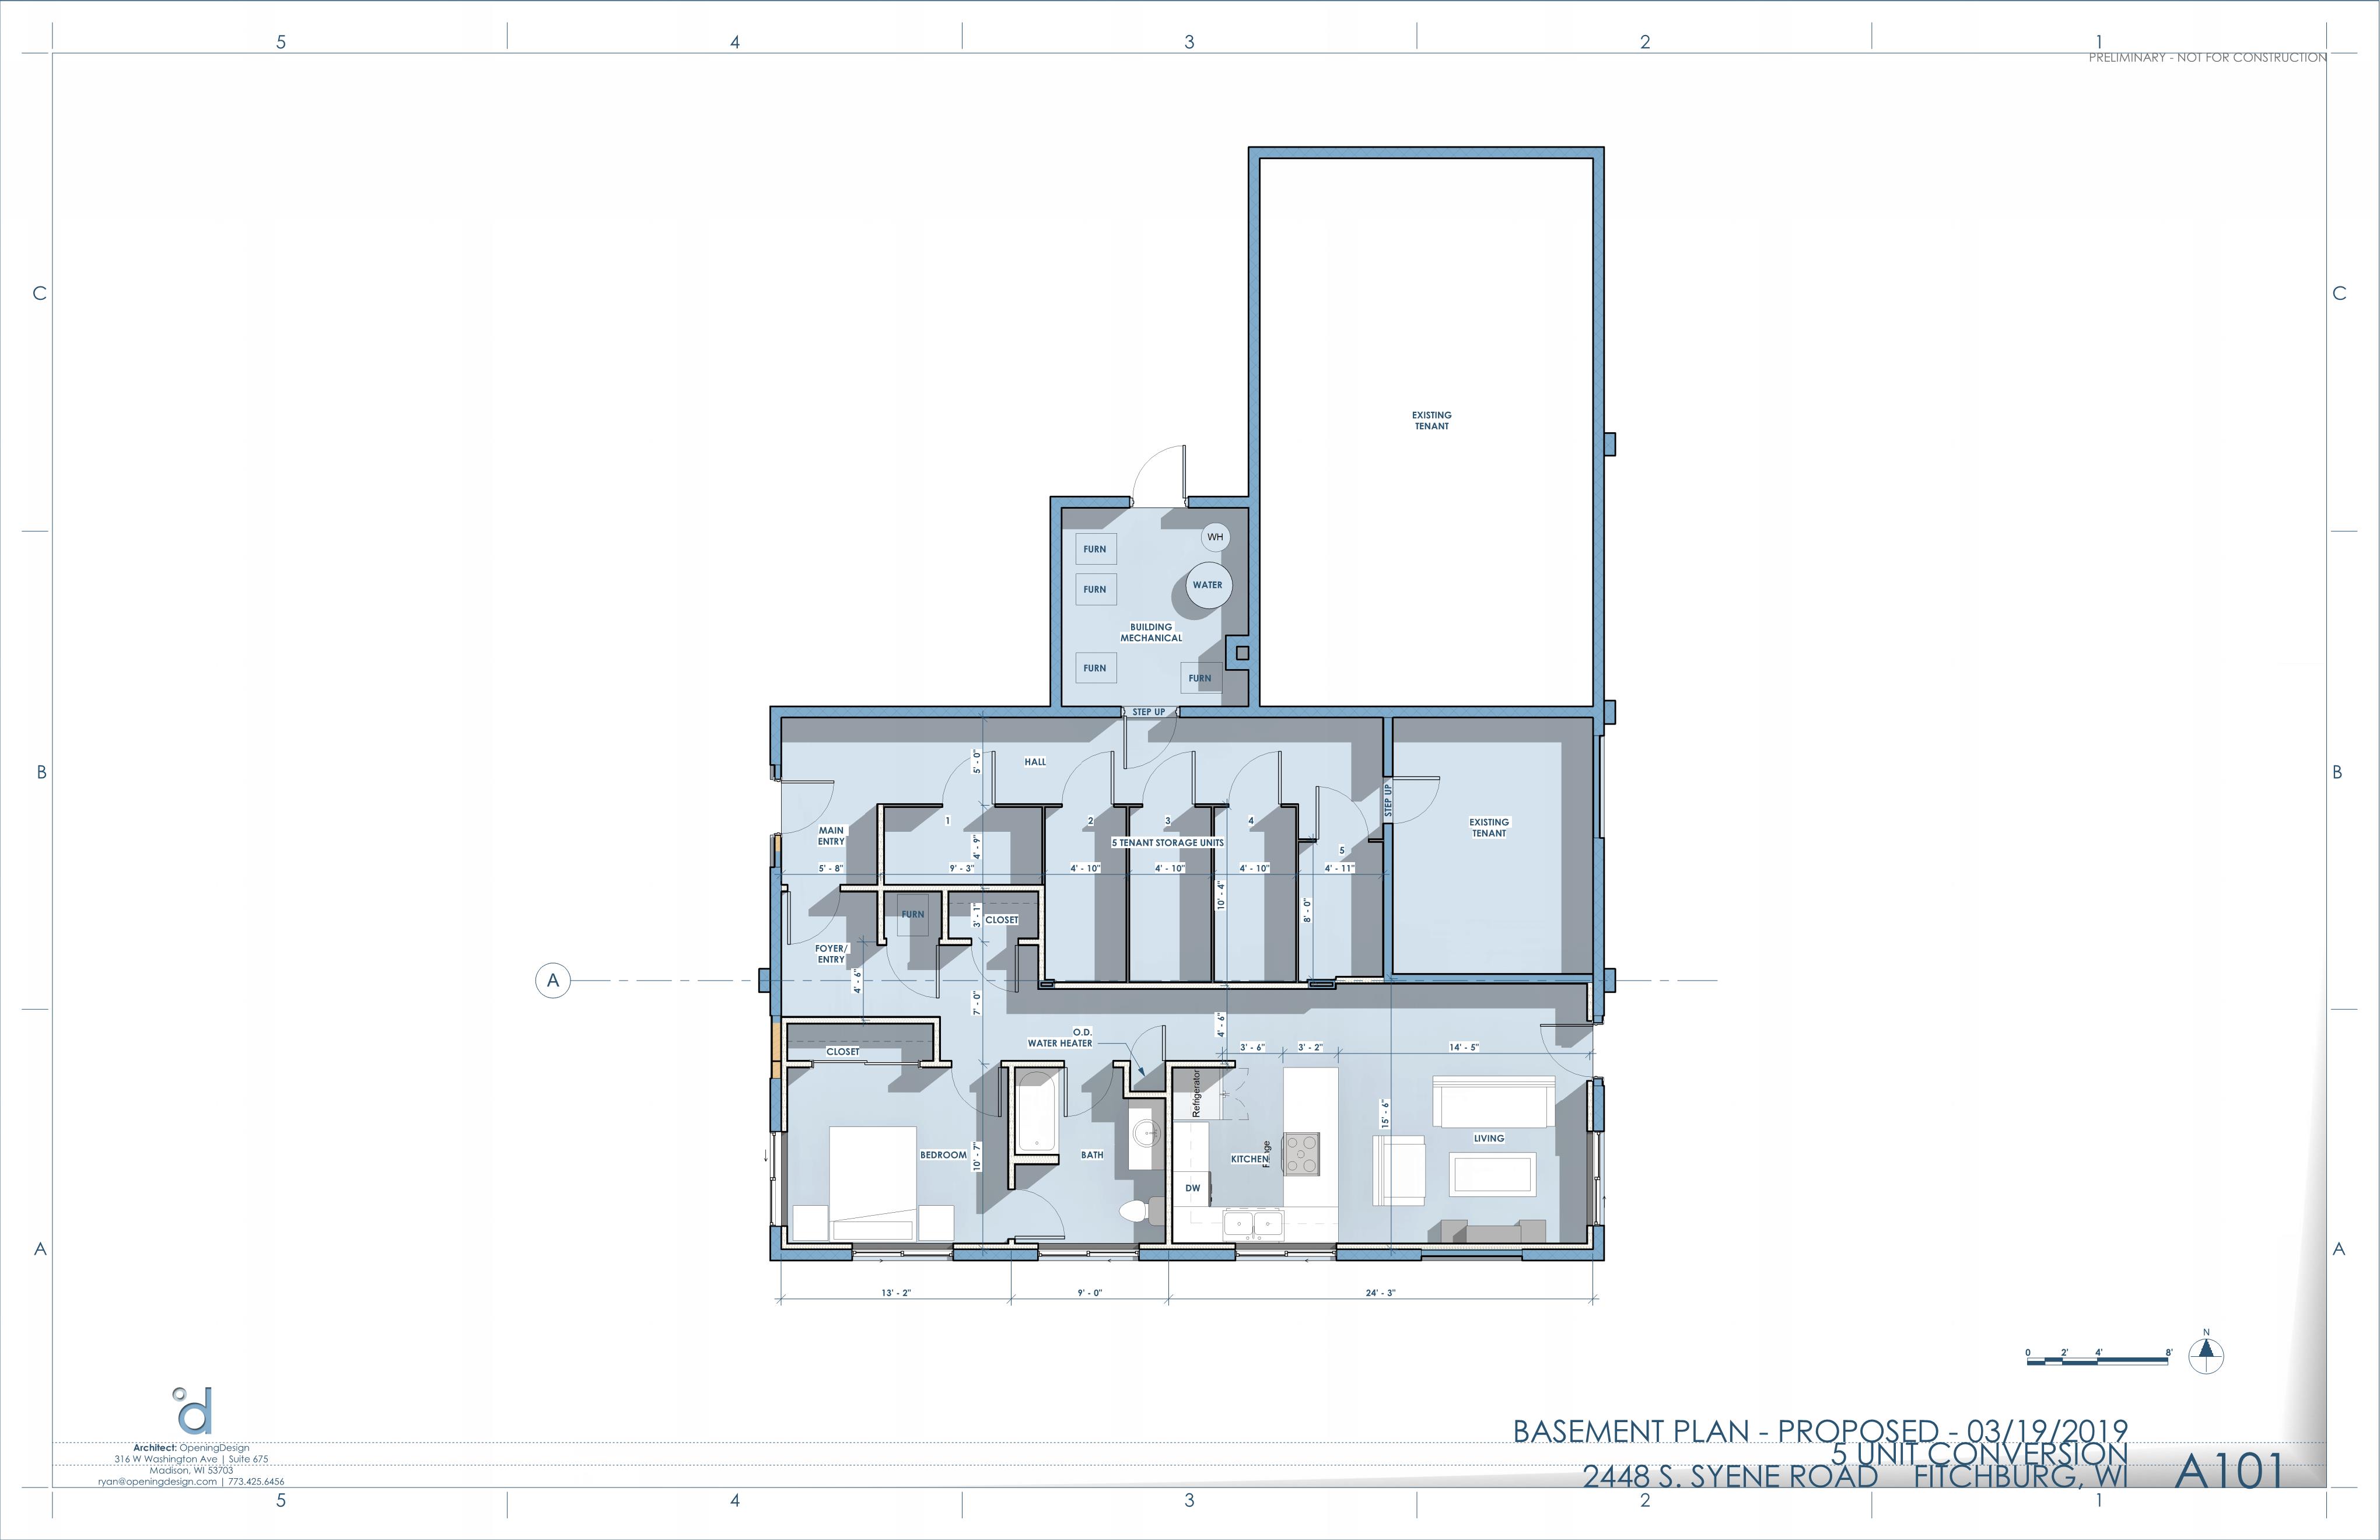 5 4 3 2 1
PRELIMINARY - NOT FOR CONSTRUCTION
C C
EXISTING
TENANT
WH
FURN
WATER
FURN
BUILDING
MECHANICAL
FURN
FURN
STEP UP
5' - 0"
HALL
B B
STEP UP
1 2 3 4
MAIN
ENTRY
EXISTING
TENANT
5 TENANT STORAGE UNITS
4' - 9"
5
5' - 8" 9' - 3" 4' - 10" 4' - 10" 4' - 10" 4' - 11"
10' - 4"
8' - 0"
FURN
3' - 1"
CLOSET
FOYER/
ENTRY
4' - 6"
A
7' - 0"
O.D.
WATER HEATER
4' - 6"
CLOSET
3' - 6" 3' - 2" 14' - 5"
Refrigerator
15' - 6"
LIVING
BEDROOM
10' - 7"
BATH
KITCHEN
DW
A A
13' - 2" 9' - 0" 24' - 3"
N
0 2' 4' 8'
d
BASEMENT PLAN - PROPOSED - 03/19/2019
5 UNIT CONVERSION
2448 S. SYENE ROAD FITCHBURG, WI
A101
Architect: OpeningDesign
316 W Washington Ave | Suite 675
Madison, WI 53703
ryan@openingdesign.com | 773.425.6456
5 4 3 2 1